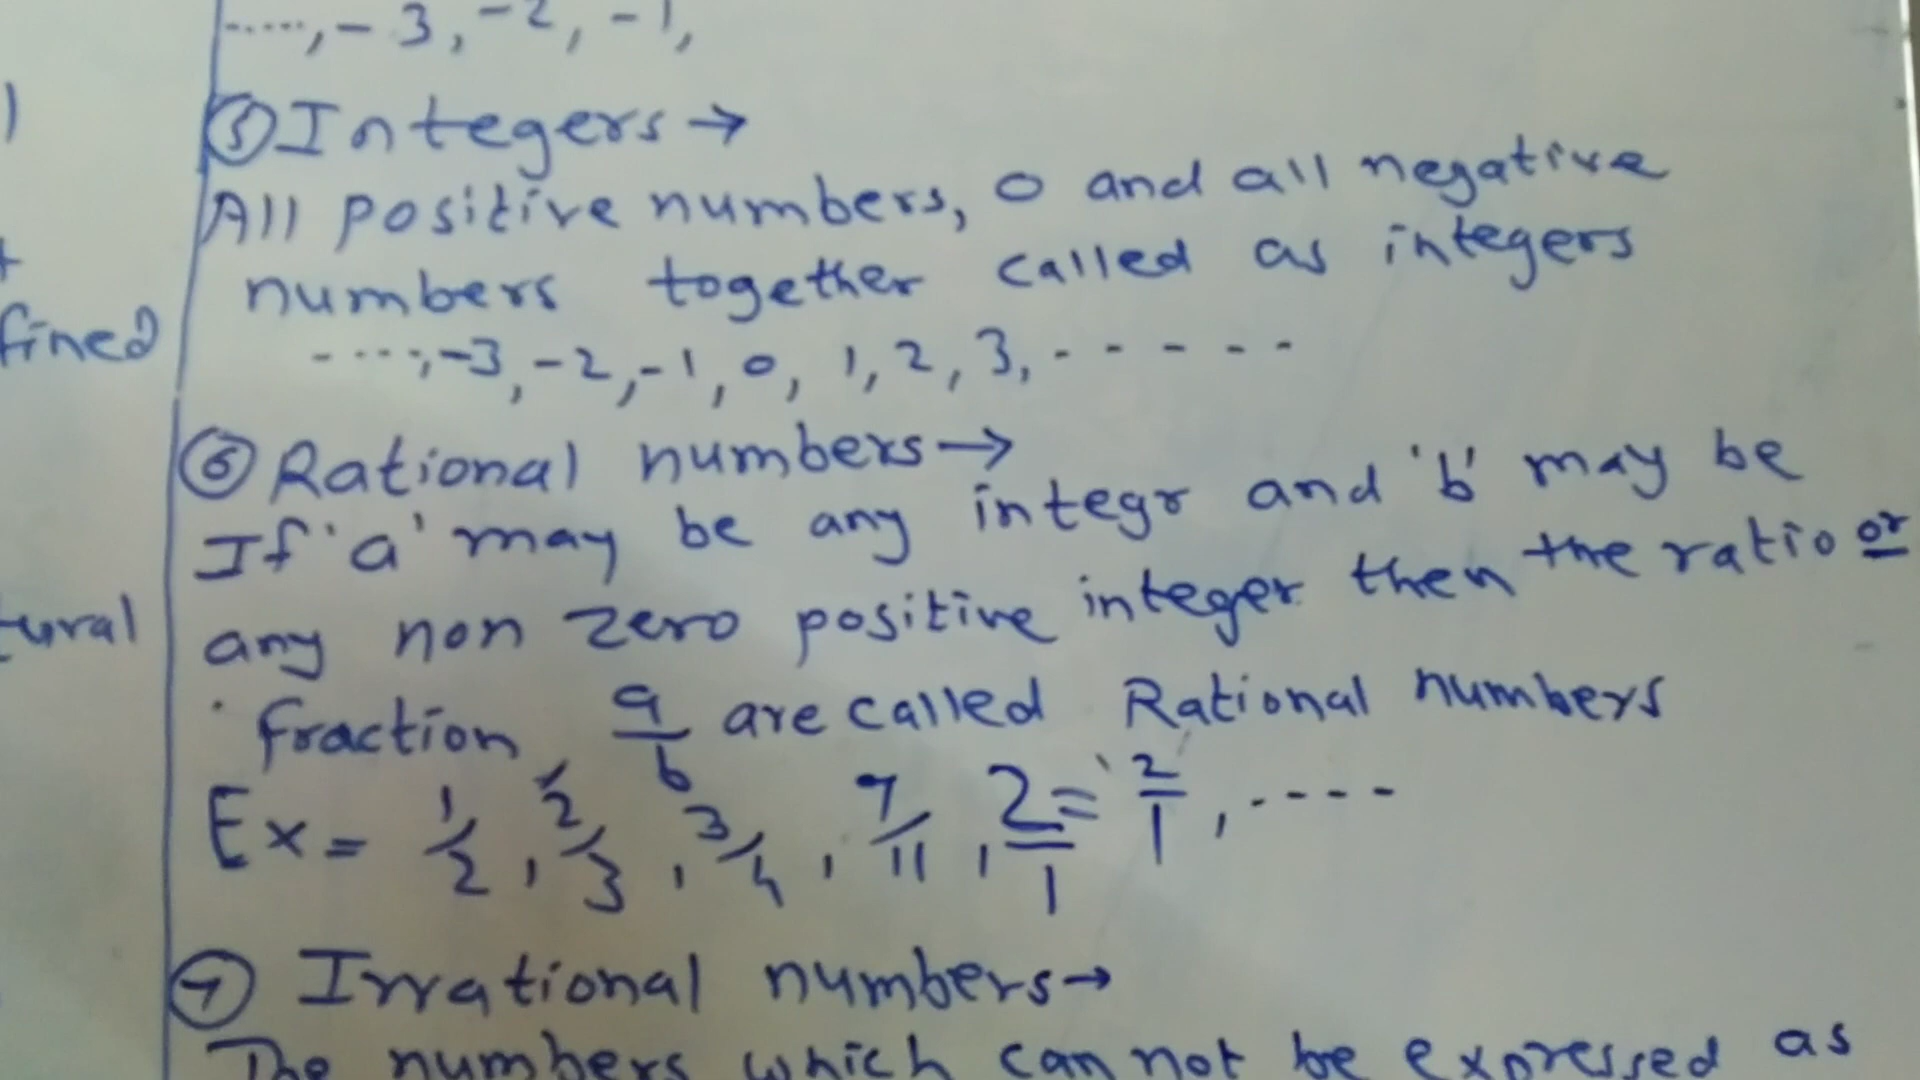 ....., -3, -2, -1,
)
⑤ Integers →
All positive numbers, 0 and all negative
numbers together called as integers
fined
- ...., -3, -2, -1, 0, 1, 2, 3, - - - - -
⑥ Rational numbers →
If 'a' may be any integr and 'b' may be
any non zero positive integer then the ratio or
tural
fraction, a/b are called Rational numbers
Ex = 1/2, 2/3, 3/4, 7/11, 2/1 = 2/1, - - - -
⑦ Irrational numbers →
The numbers which can not be expressed as